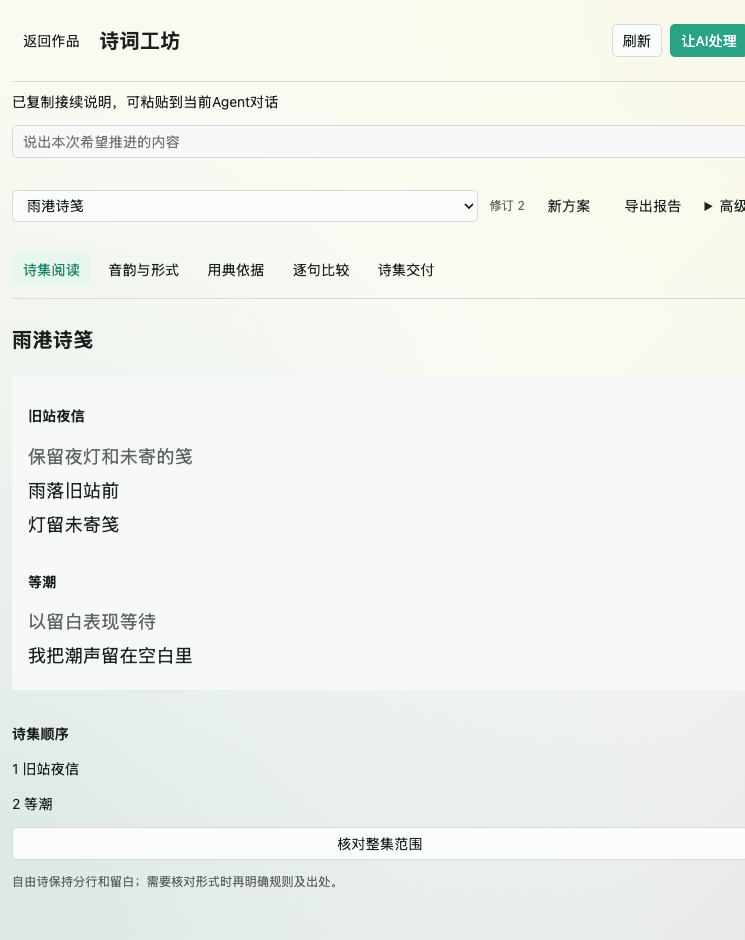 返回作品 诗词工坊 刷新 让AI处理
已复制接续说明，可粘贴到当前Agent对话
说出本次希望推进的内容
雨港诗笺 修订 2 新方案 导出报告 ▶ 高级
诗集阅读 音韵与形式 用典依据 逐句比较 诗集交付
雨港诗笺
旧站夜信
保留夜灯和未寄的笺
雨落旧站前
灯留未寄笺
等潮
以留白表现等待
我把潮声留在空白里
诗集顺序
1 旧站夜信
2 等潮
核对整集范围
自由诗保持分行和留白；需要核对形式时再明确规则及出处。